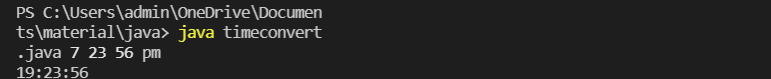 PS C:\Users\admin\OneDrive\Documen
ts\material\java> java timeconvert
.java 7 23 56 pm
19:23:56